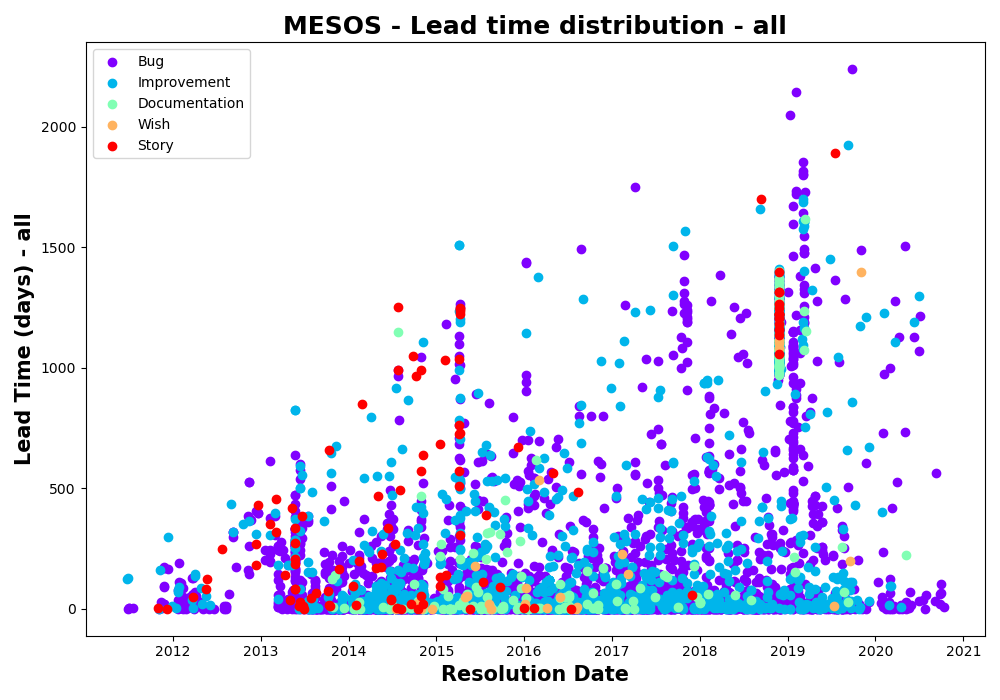 MESOS - Lead time distribution - all
Bug
Improvement
Documentation
Wish
Story
Lead Time (days) - all
2000
1500
1000
500
0
2012 2013 2014 2015 2016 2017 2018 2019 2020 2021
Resolution Date